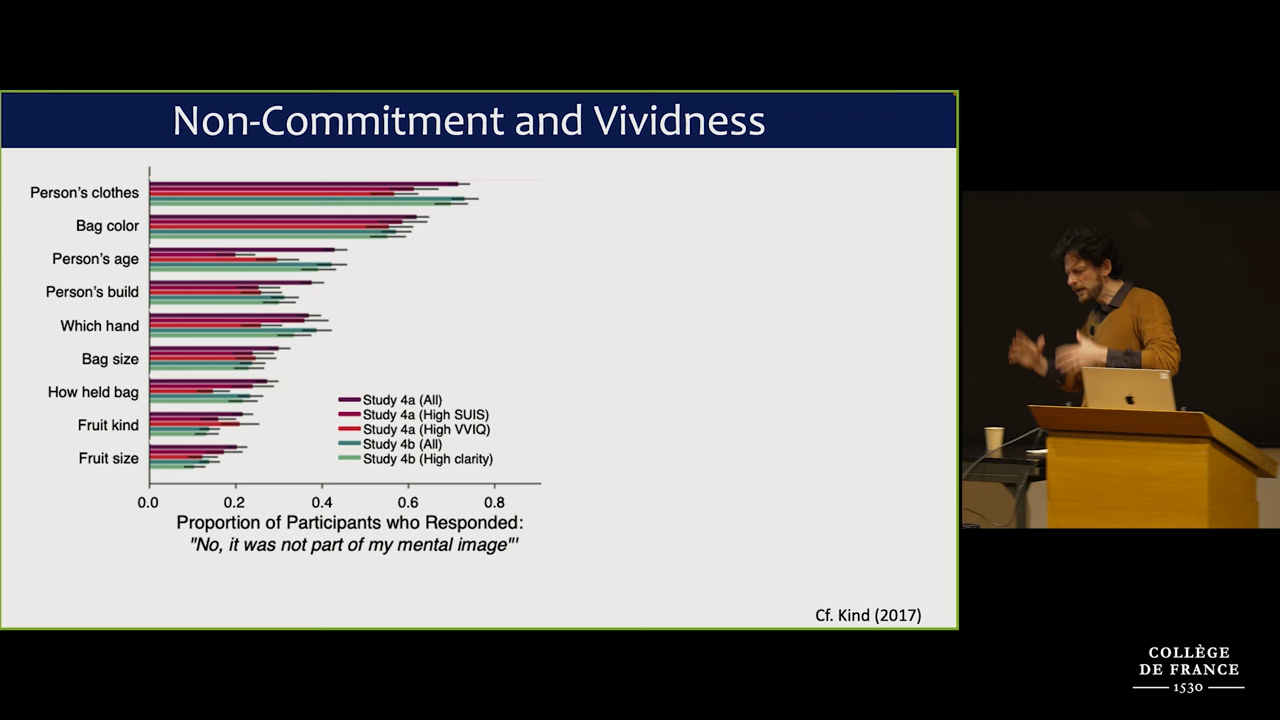 Non-Commitment and Vividness
Person's clothes
Bag color
Person's age
Person's build
Which hand
Bag size
How held bag
Fruit kind
Fruit size
Study 4a (All)
Study 4a (High SUIS)
Study 4a (High VVIQ)
Study 4b (All)
Study 4b (High clarity)
0.0 0.2 0.4 0.6 0.8
Proportion of Participants who Responded:
"No, it was not part of my mental image"'
Cf. Kind (2017)
COLLÈGE
DE FRANCE
1530